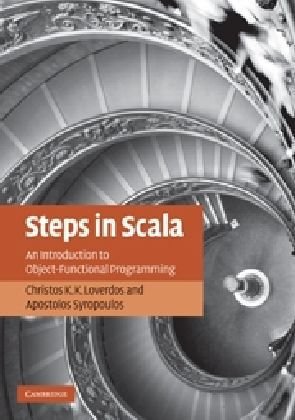 Steps in Scala
An Introduction to
Object-Functional Programming
Christos K. K. Loverdos and
Apostolos Syropoulos
CAMBRIDGE